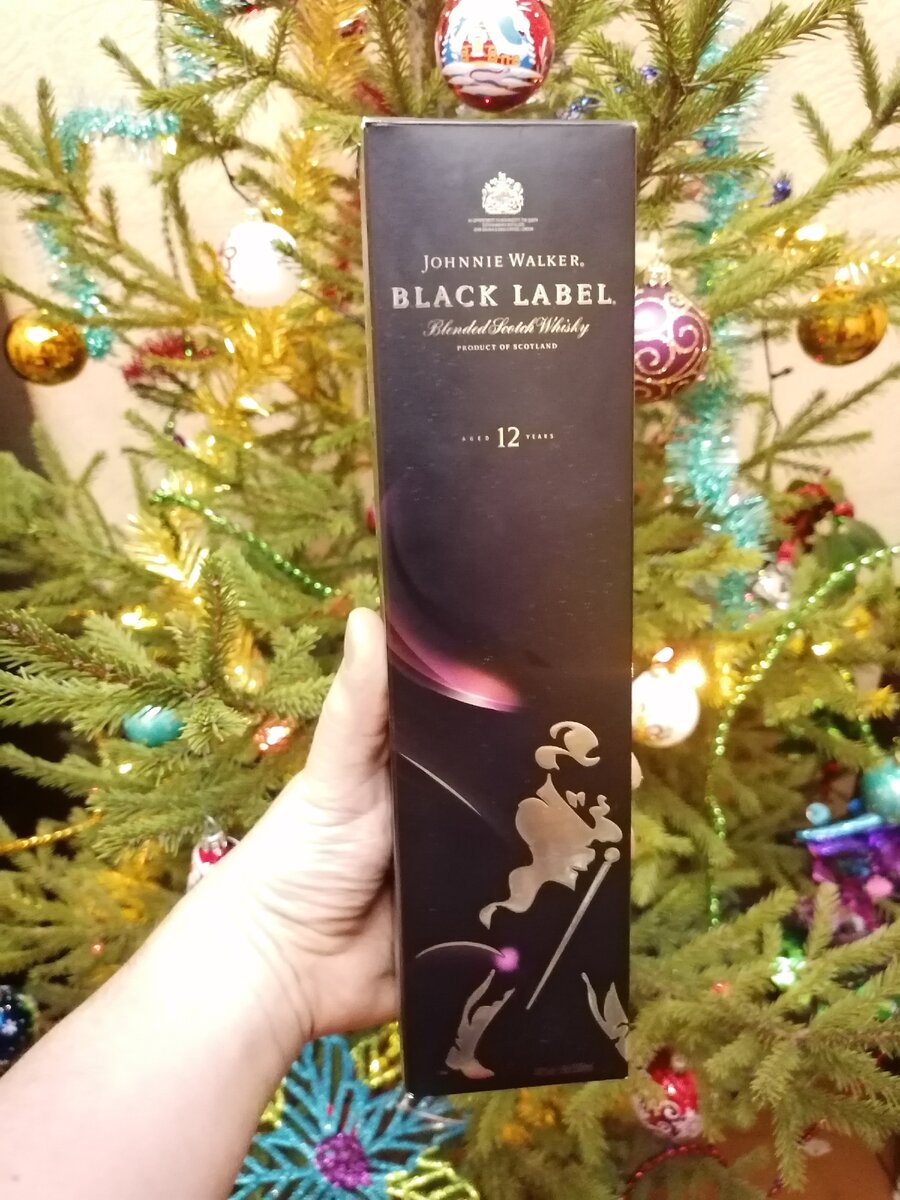 JOHNNIE WALKER.
BLACK LABEL.
Blended Scotch Whisky
PRODUCT OF SCOTLAND
AGED 12 YEARS